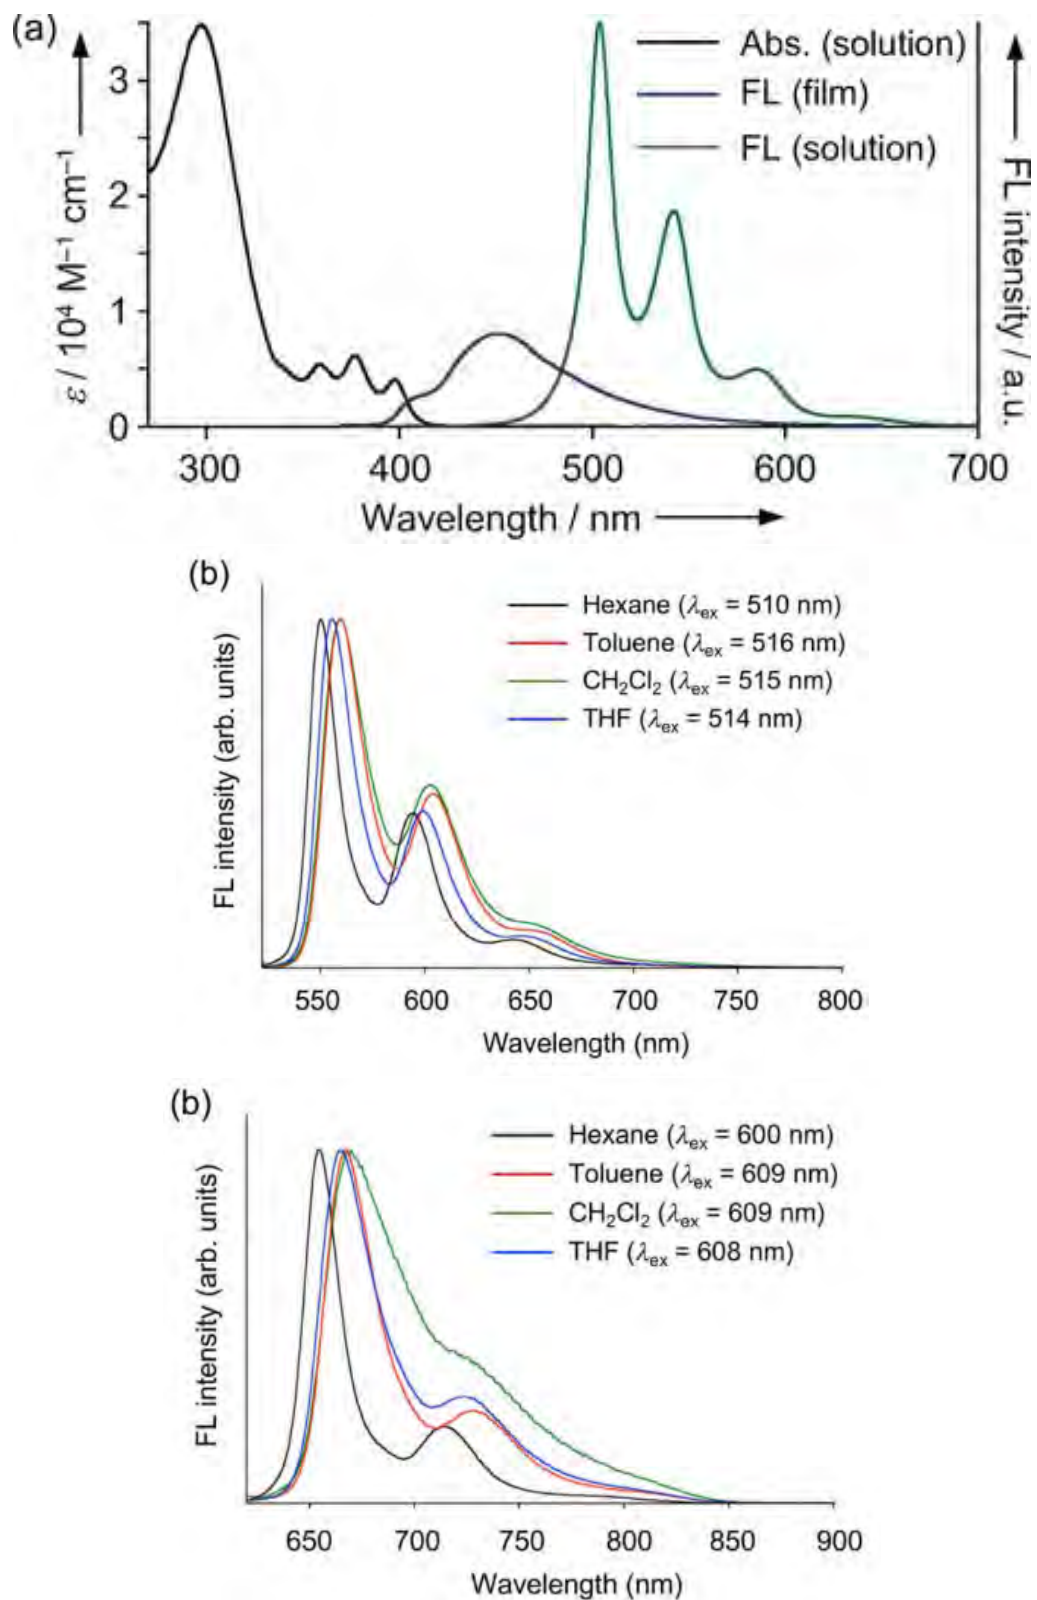 (a)
Abs. (solution)
FL (film)
FL (solution)
ε / 10⁴ M⁻¹ cm⁻¹
3
2
1
0
FL intensity / a.u.
300 400 500 600 700
Wavelength / nm
(b)
Hexane (λex = 510 nm)
Toluene (λex = 516 nm)
CH₂Cl₂ (λex = 515 nm)
THF (λex = 514 nm)
FL intensity (arb. units)
550 600 650 700 750 800
Wavelength (nm)
(b)
Hexane (λex = 600 nm)
Toluene (λex = 609 nm)
CH₂Cl₂ (λex = 609 nm)
THF (λex = 608 nm)
FL intensity (arb. units)
650 700 750 800 850 900
Wavelength (nm)